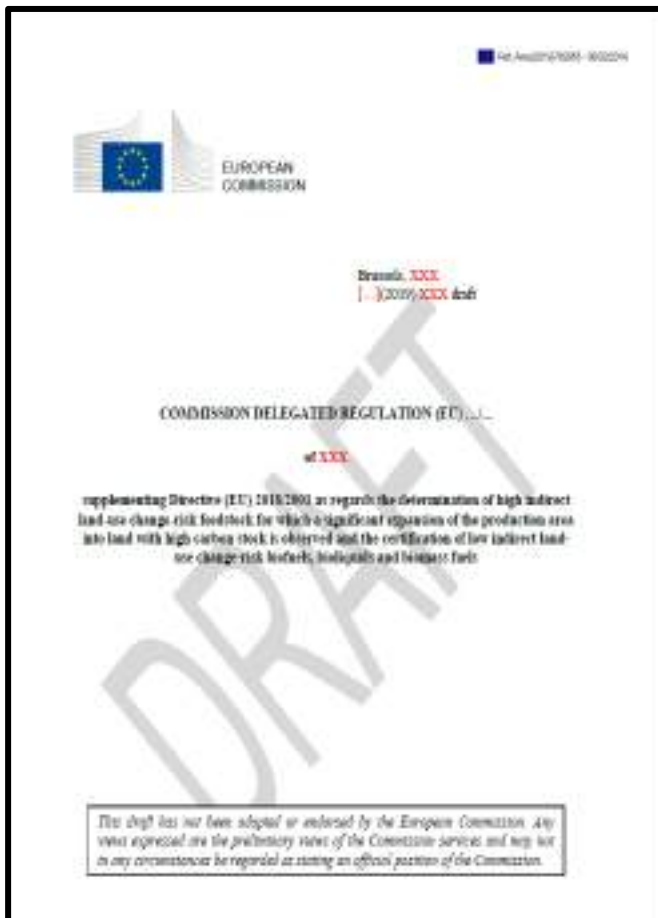 EUROPEAN
COMMISSION
Brussels, XXX
[…](2019) XXX draft
COMMISSION DELEGATED REGULATION (EU) …/...
of XXX
supplementing Directive (EU) 2018/2001 as regards the determination of high indirect
land-use change-risk feedstock for which a significant expansion of the production area
into land with high carbon stock is observed and the certification of low indirect land-
use change-risk biofuels, bioliquids and biomass fuels
DRAFT
This draft has not been adopted or endorsed by the European Commission. Any
views expressed are the preliminary views of the Commission services and may not
in any circumstances be regarded as stating an official position of the Commission.